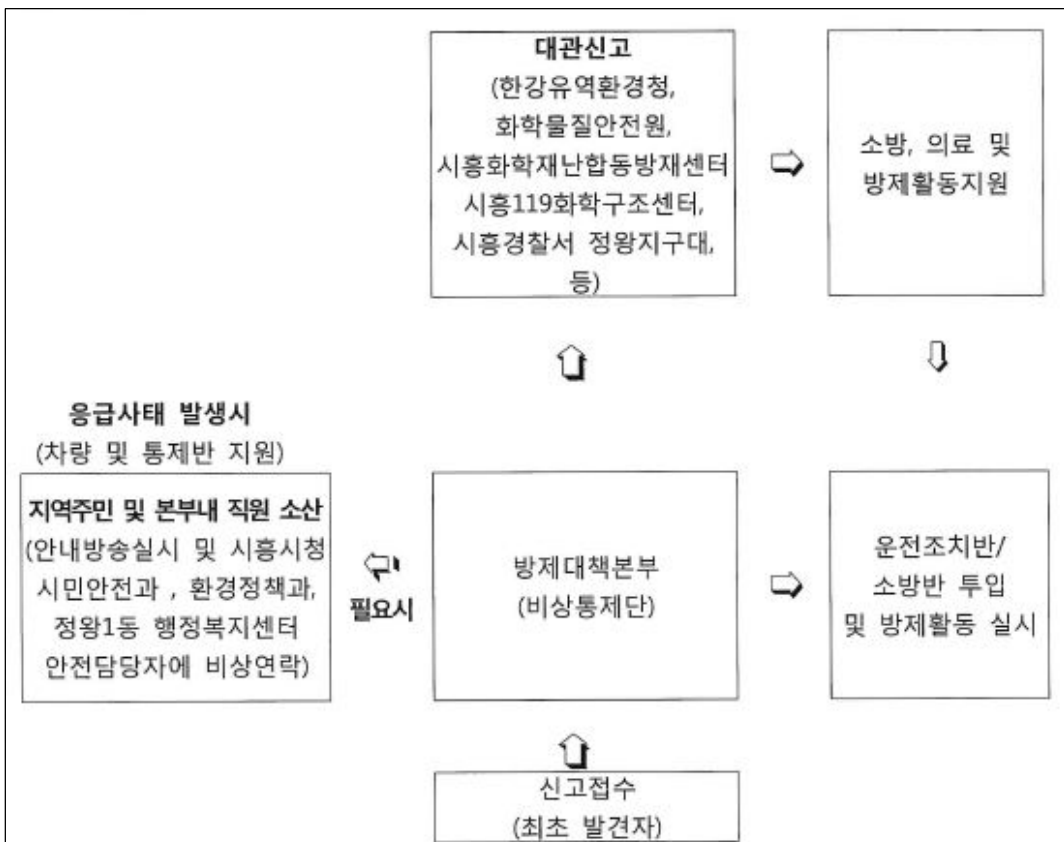 대관신고
(한강유역환경청,
화학물질안전원,
시흥화학재난합동방재센터
시흥119화학구조센터,
시흥경찰서 정왕지구대,
등)
소방, 의료 및
방제활동지원
응급사태 발생시
(차량 및 통제반 지원)
지역주민 및 본부내 직원 소산
(안내방송실시 및 시흥시청
시민안전과 , 환경정책과,
정왕1동 행정복지센터
안전담당자에 비상연락)
필요시
방제대책본부
(비상통제단)
운전조치반/
소방반 투입
및 방제활동 실시
신고접수
(최초 발견자)